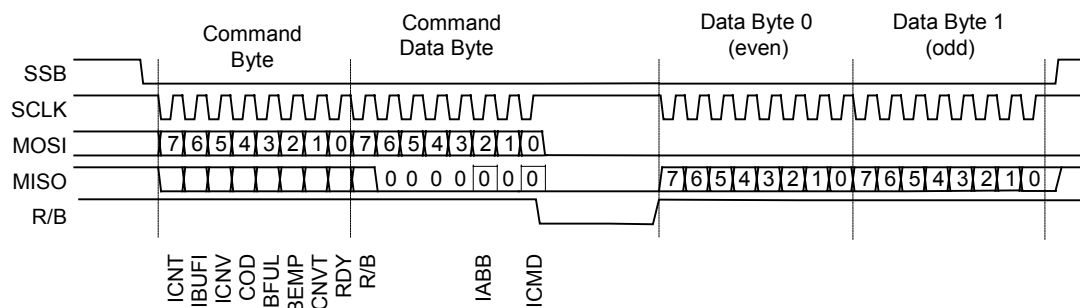 Command Byte
Command Data Byte
Data Byte 0 (even)
Data Byte 1 (odd)
SSB
SCLK
MOSI 7 6 5 4 3 2 1 0 7 6 5 4 3 2 1 0
MISO 0 0 0 0 0 0 0 7 6 5 4 3 2 1 0 7 6 5 4 3 2 1 0
R/B
ICNT
IBUFI
ICNV
COD
BFUL
BEMP
CNVT
RDY
R/B
IABB
ICMD